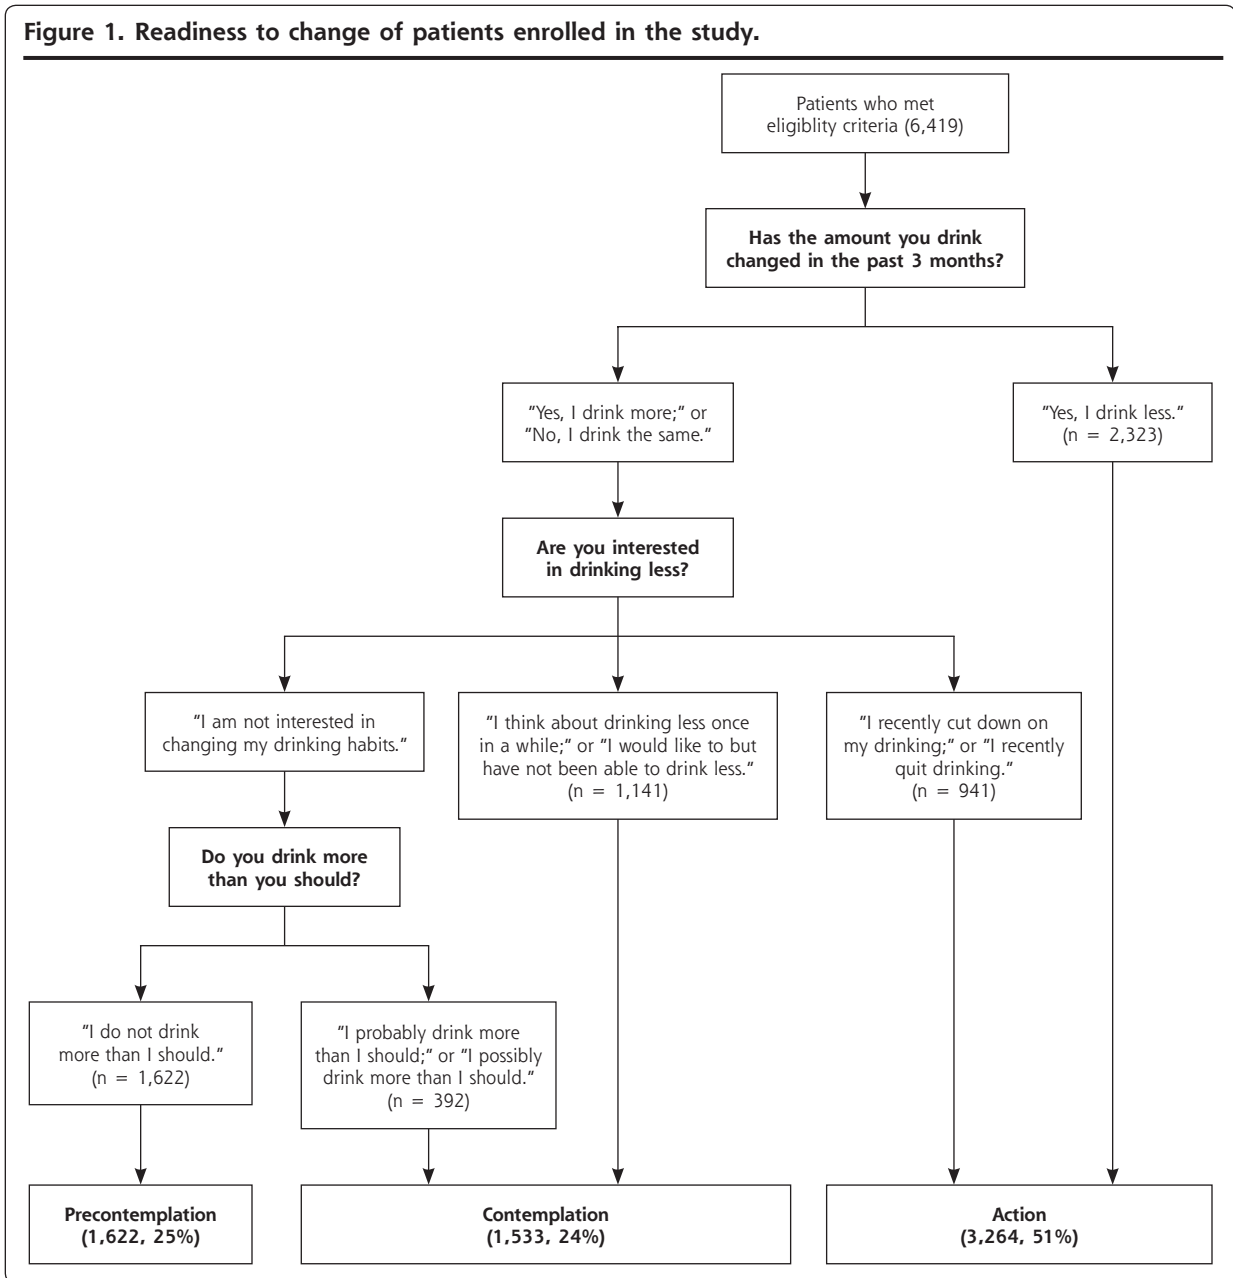 Figure 1. Readiness to change of patients enrolled in the study.
Patients who met
eligiblity criteria (6,419)
Has the amount you drink
changed in the past 3 months?
"Yes, I drink more;" or
"No, I drink the same."
"Yes, I drink less."
(n = 2,323)
Are you interested
in drinking less?
"I am not interested in
changing my drinking habits."
"I think about drinking less once
in a while;" or "I would like to but
have not been able to drink less."
(n = 1,141)
"I recently cut down on
my drinking;" or "I recently
quit drinking."
(n = 941)
Do you drink more
than you should?
"I do not drink
more than I should."
(n = 1,622)
"I probably drink more
than I should;" or "I possibly
drink more than I should."
(n = 392)
Precontemplation
(1,622, 25%)
Contemplation
(1,533, 24%)
Action
(3,264, 51%)